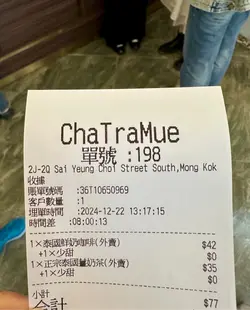 ChaTraMue
單號 :198
2J-2Q Sai Yeung Choi Street South,Mong Kok
收據
賬單號碼 :36T10650969
客戶數量 :1
埋單時間 :2024-12-22 13:17:15
時間差 :08:00:13
1×泰國鮮奶咖啡(外賣) $42
+1×少甜 $0
1×正宗泰國 奶茶(外賣) $35
+1×少甜 $0
小計
合計 $77